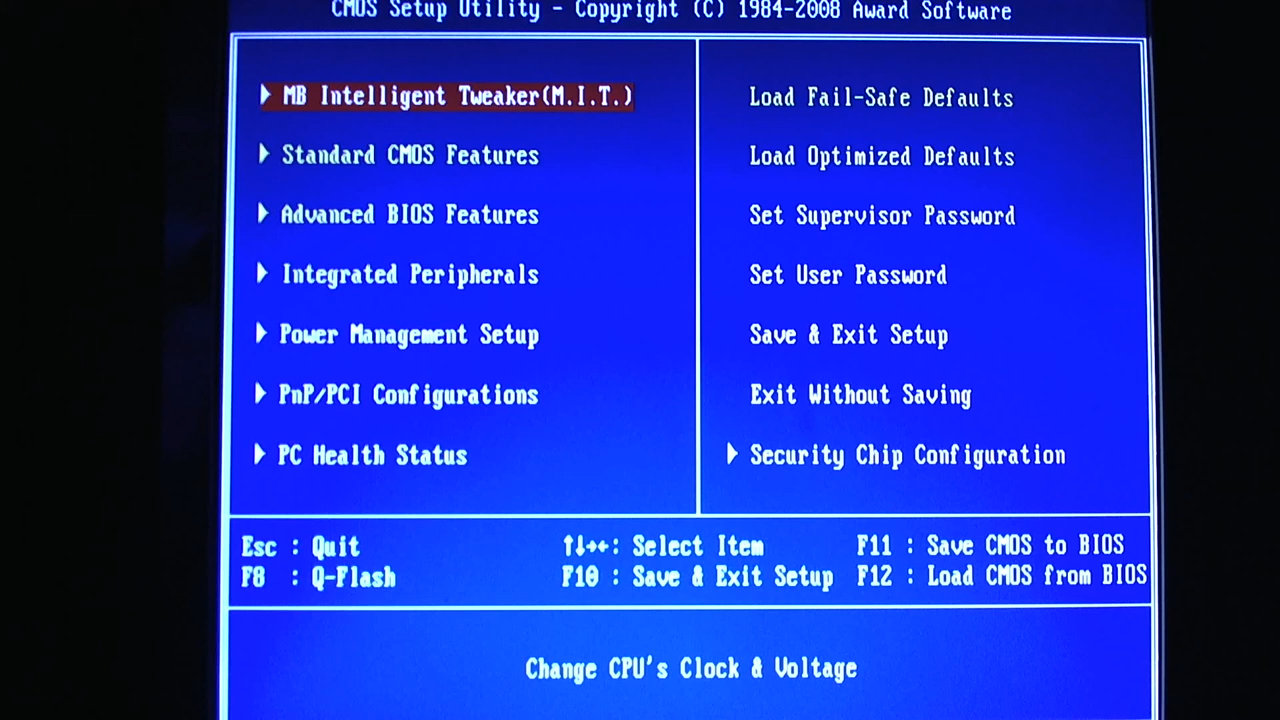 CMOS Setup Utility - Copyright (C) 1984-2008 Award Software
MB Intelligent Tweaker(M.I.T.)
Standard CMOS Features
Advanced BIOS Features
Integrated Peripherals
Power Management Setup
PnP/PCI Configurations
PC Health Status
Load Fail-Safe Defaults
Load Optimized Defaults
Set Supervisor Password
Set User Password
Save & Exit Setup
Exit Without Saving
Security Chip Configuration
Esc : Quit ↑↓→←: Select Item F11 : Save CMOS to BIOS
F8 : Q-Flash F10 : Save & Exit Setup F12 : Load CMOS from BIOS
Change CPU's Clock & Voltage